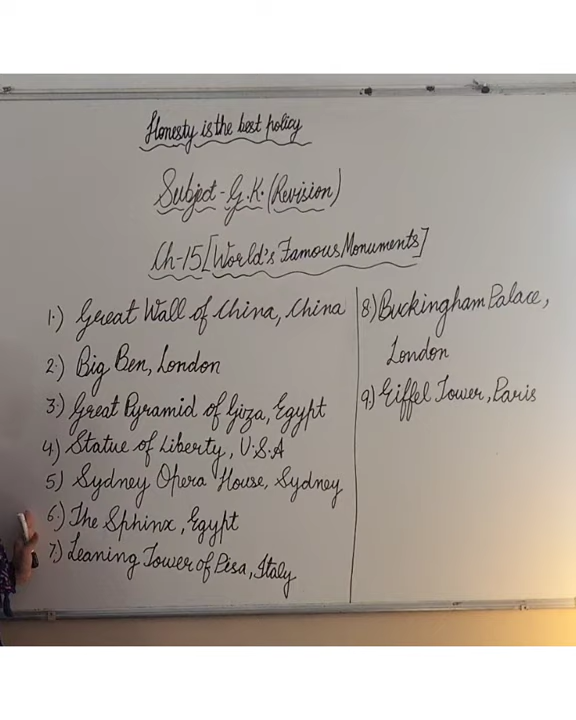 Honesty is the best policy
Subject - G.K. (Revision)
Ch-15 [World's Famous Monuments]
1.) Great Wall of China, China
2.) Big Ben, London
3.) Great Pyramid of Giza, Egypt
4.) Statue of Liberty, U.S.A
5.) Sydney Opera House, Sydney
6.) The Sphinx, Egypt
7.) Leaning Tower of Pisa, Italy
8.) Buckingham Palace,
London
9.) Eiffel Tower, Paris